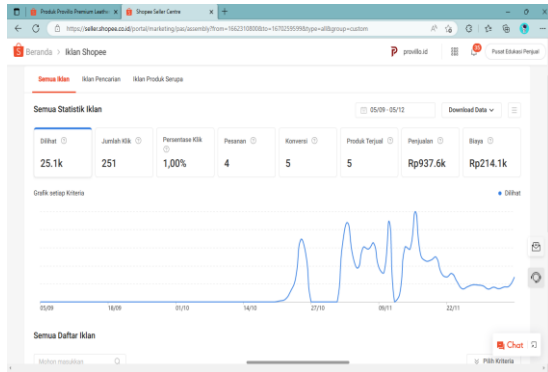 Produk Provillo Premium Leather
Shopee Seller Centre
https://seller.shopee.co.id/portal/marketing/pas/assembly?from=1662310800&to=1670259599&type=all&group=custom
Beranda > Iklan Shopee
provillo.id
Pusat Edukasi Penjual
Semua Iklan
Iklan Pencarian
Iklan Produk Serupa
Semua Statistik Iklan
05/09 - 05/12
Download Data
Dilihat
Jumlah Klik
Persentase Klik
Pesanan
Konversi
Produk Terjual
Penjualan
Biaya
25.1k
251
1,00%
4
5
5
Rp937.6k
Rp214.1k
Grafik setiap Kriteria
Dilihat
05/09
18/09
01/10
14/10
27/10
09/11
22/11
Semua Daftar Iklan
Chat
Mohon masukkan
Pilih Kriteria